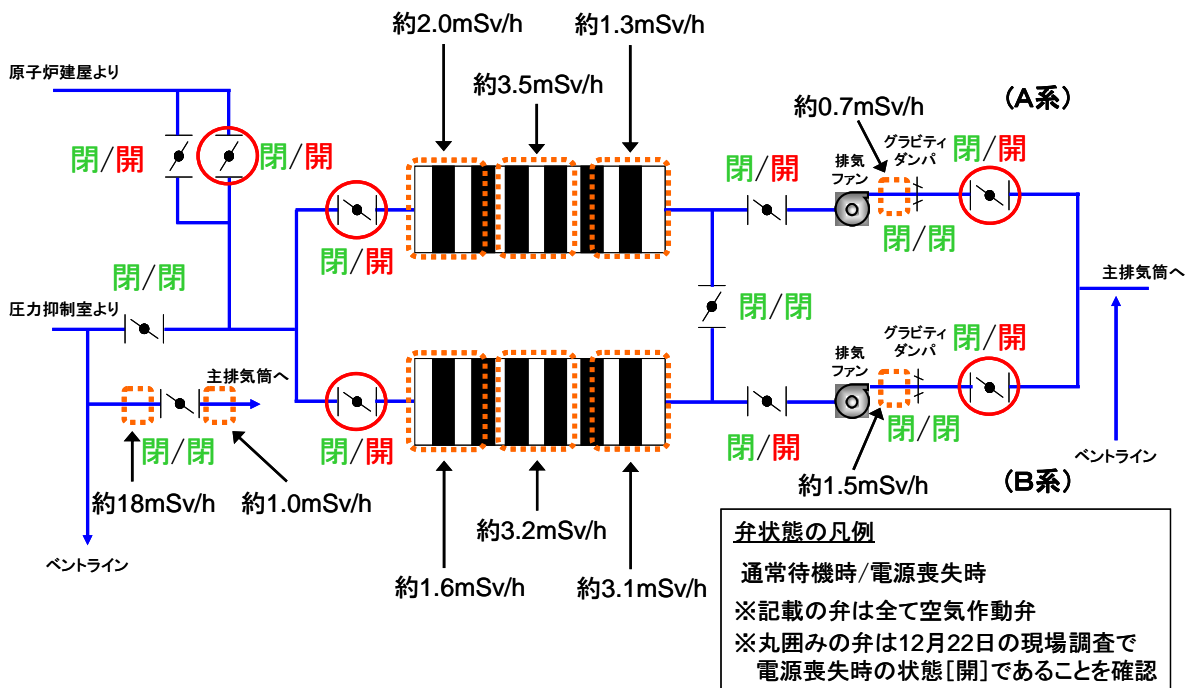 約2.0mSv/h
約1.3mSv/h
約3.5mSv/h
約0.7mSv/h
(A系)
原子炉建屋より
閉/開
閉/開
閉/開
閉/開
排気
ファン
グラビティ
ダンパ
閉/閉
閉/開
閉/閉
圧力抑制室より
閉/閉
主排気筒へ
主排気筒へ
閉/閉
約18mSv/h
約1.0mSv/h
ベントライン
閉/開
閉/開
排気
ファン
グラビティ
ダンパ
閉/閉
閉/開
約1.5mSv/h
(B系)
ベントライン
約1.6mSv/h
約3.2mSv/h
約3.1mSv/h
弁状態の凡例
通常待機時/電源喪失時
※記載の弁は全て空気作動弁
※丸囲みの弁は12月22日の現場調査で
電源喪失時の状態[開]であることを確認